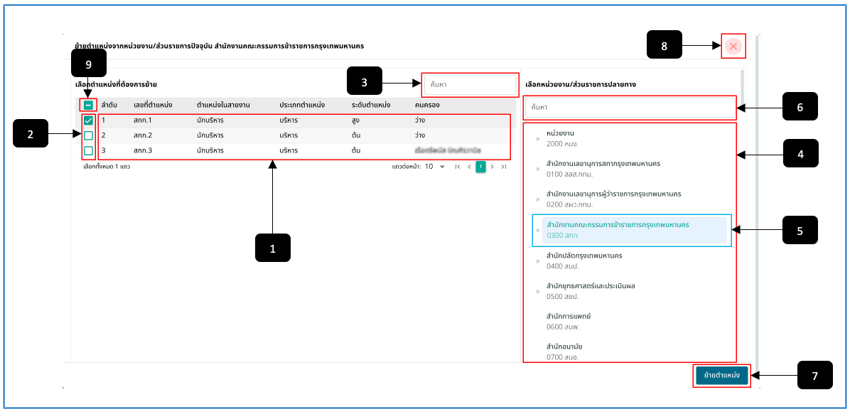 ย้ายตำแหน่งจากหน่วยงาน/ส่วนราชการปัจจุบัน สำนักงานคณะกรรมการข้าราชการกรุงเทพมหานคร
8
9
เลือกตำแหน่งที่ต้องการย้าย
3
ค้นหา
เลือกหน่วยงาน/ส่วนราชการปลายทาง
ค้นหา
6
ลำดับ เลขที่ตำแหน่ง ตำแหน่งในสายงาน ประเภทตำแหน่ง ระดับตำแหน่ง คนครอง
1 สกก.1 นักบริหาร บริหาร สูง ว่าง
2 สกก.2 นักบริหาร บริหาร ต้น ว่าง
3 สกก.3 นักบริหาร บริหาร ต้น
2
เลือกทั้งหมด 1 แถว
แถวต่อหน้า: 10 1
1
หน่วยงาน
2000 หนง.
สำนักงานเลขานุการสภากรุงเทพมหานคร
0100 สลส.กทม.
สำนักงานเลขานุการผู้ว่าราชการกรุงเทพมหานคร
0200 สผว.กทม.
สำนักงานคณะกรรมการข้าราชการกรุงเทพมหานคร
0300 สกก.
สำนักปลัดกรุงเทพมหานคร
0400 สนป.
สำนักยุทธศาสตร์และประเมินผล
0500 สยป.
สำนักการแพทย์
0600 สนพ.
สำนักอนามัย
0700 สนอ.
4
5
ย้ายตำแหน่ง
7